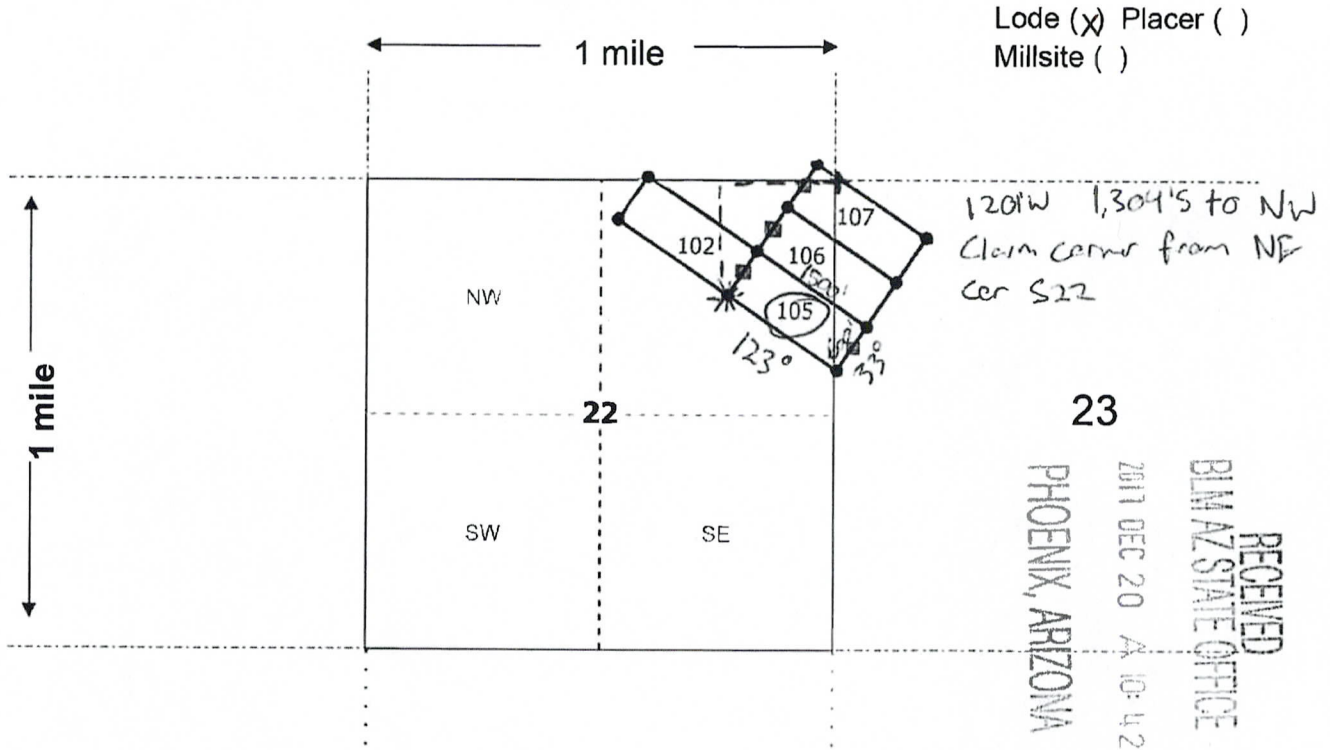 Lode (x) Placer ( )
Millsite ( )
1 mile
1 mile
107
102
106
1500'
105
123°
33°
NW
22
23
SW
SE
1,304'S to NW
Claim corner from NE
Cor S22
RECEIVED
BLM AZ STATE OFFICE
2011 DEC 20 A 10:42
PHOENIX, ARIZONA